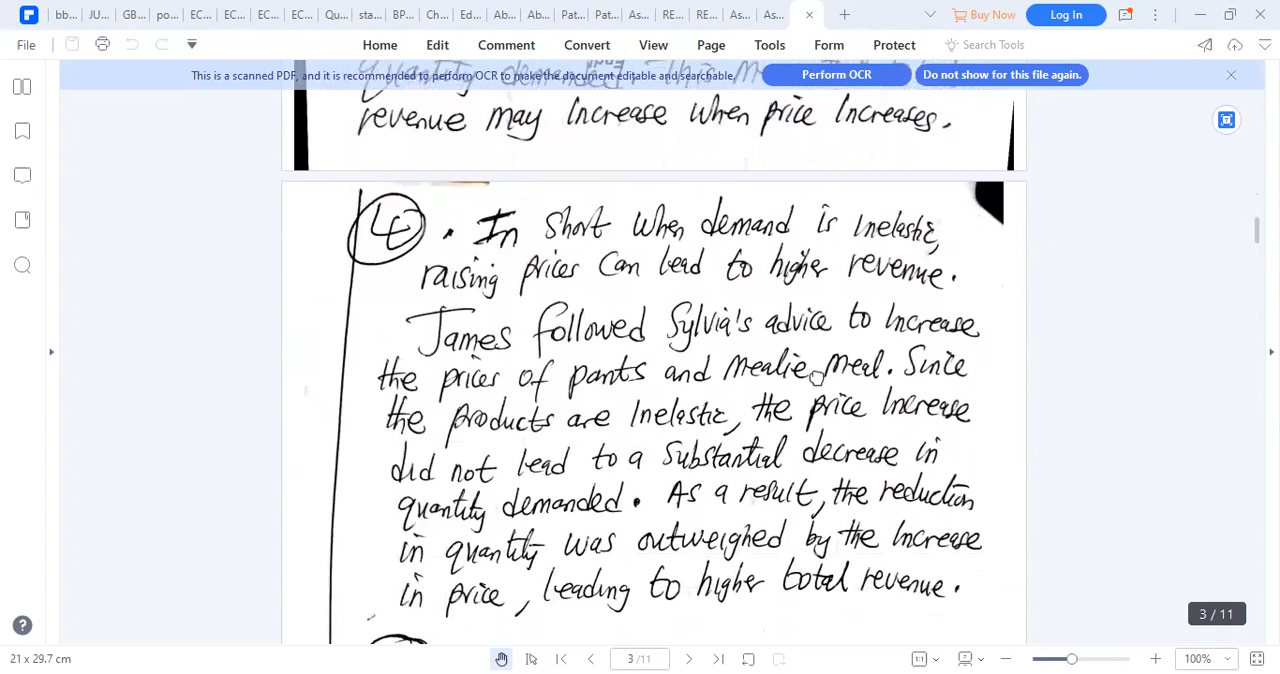 bb... JU... GB... po... EC... EC... EC... EC... Qu... sta... BP... Ch... Ed... Ab... Ab... Pat... Pat... As... RE... RE... As... As... Buy Now Log In
File Home Edit Comment Convert View Page Tools Form Protect Search Tools
This is a scanned PDF, and it is recommended to perform OCR to make the document editable and searchable. Perform OCR Do not show for this file again.
quantity demanded. This
revenue may Increase when price Increases.
. In short when demand is Inelastic,
raising prices can lead to higher revenue.
James followed Sylvia's advice to Increase
the prices of pants and Mealie Meal. Since
the products are Inelastic, the price Increase
did not lead to a substantial decrease in
quantity demanded. As a result, the reduction
in quantity was outweighed by the Increase
in price, leading to higher total revenue.
3 / 11
21 x 29.7 cm 3 /11 1:1 100%